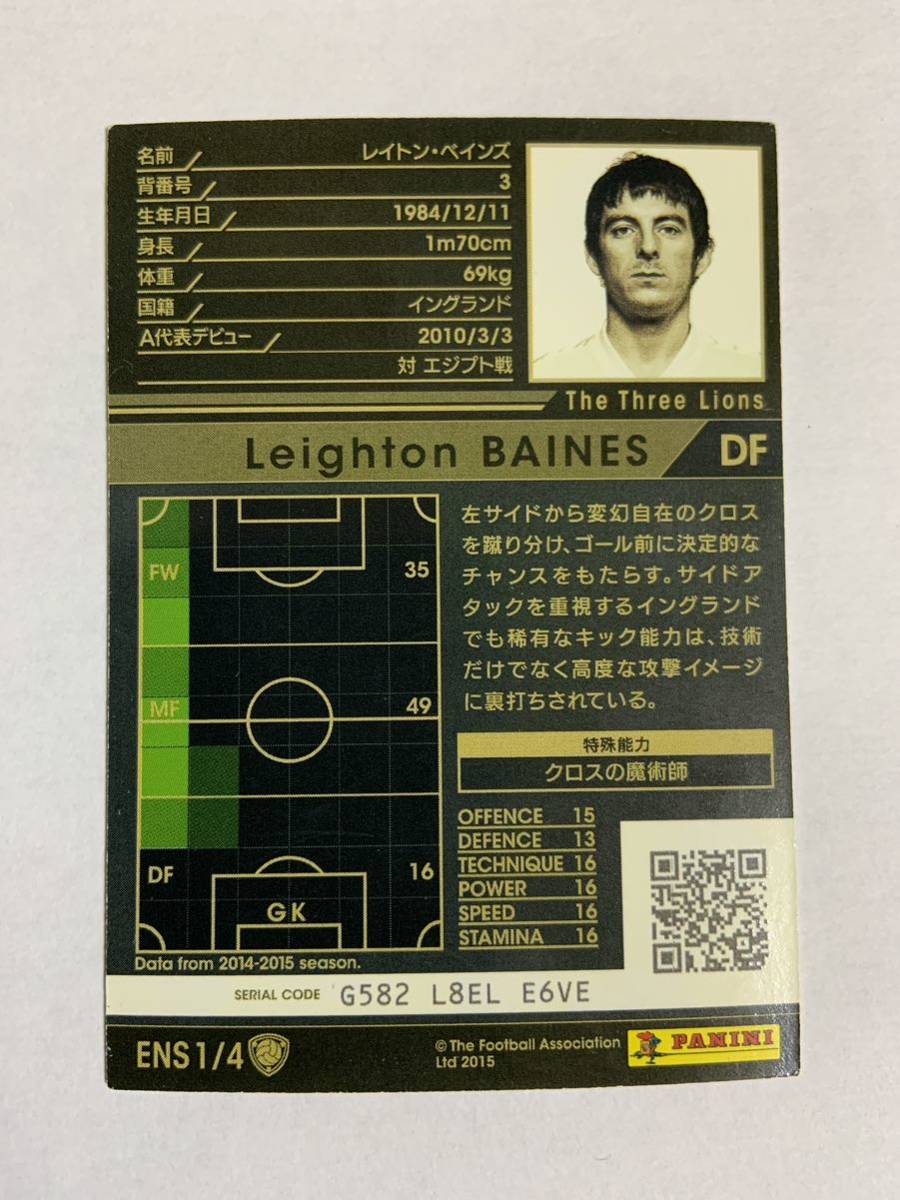 名前 レイトン・ベインズ
背番号 3
生年月日 1984/12/11
身長 1m70cm
体重 69kg
国籍 イングランド
A代表デビュー 2010/3/3
対 エジプト戦
The Three Lions
Leighton BAINES DF
FW 35
MF 49
DF 16
GK
Data from 2014-2015 season.
左サイドから変幻自在のクロス
を蹴り分け、ゴール前に決定的な
チャンスをもたらす。サイドア
タックを重視するイングランド
でも稀有なキック能力は、技術
だけでなく高度な攻撃イメージ
に裏打ちされている。
特殊能力
クロスの魔術師
OFFENCE 15
DEFENCE 13
TECHNIQUE 16
POWER 16
SPEED 16
STAMINA 16
SERIAL CODE G582 L8EL E6VE
ENS 1/4
© The Football Association
Ltd 2015
PANINI